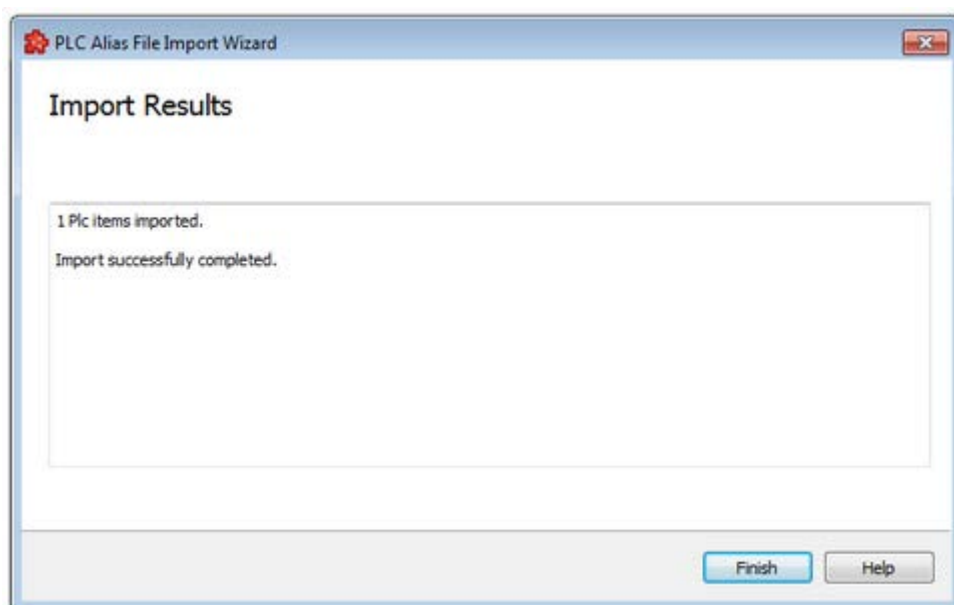 PLC Alias File Import Wizard
Import Results
1 Plc items imported.
Import successfully completed.
Finish
Help